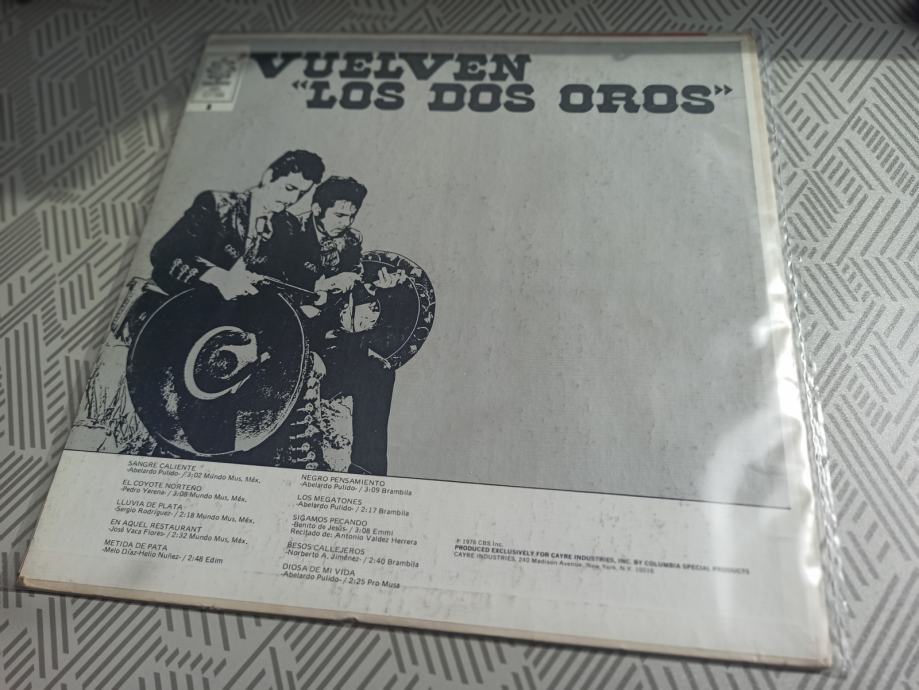 VUELVEN
"LOS DOS OROS"
SANGRE CALIENTE
-Abelardo Pulido- / 3:02 Mundo Mus, Méx.
EL COYOTE NORTEÑO
-Pedro Yerena- / 3:08 Mundo Mus, Méx.
LLUVIA DE PLATA
-Sergio Rodríguez- / 2:18 Mundo Mus, Méx.
EN AQUEL RESTAURANT
-José Vaca Flores- / 2:32 Mundo Mus, Méx.
METIDA DE PATA
-Melo Díaz-Helio Nuñez- / 2:48 Edim
NEGRO PENSAMIENTO
-Abelardo Pulido- / 3:09 Brambila
LOS MEGATONES
-Abelardo Pulido- / 2:17 Brambila
SIGAMOS PECANDO
-Benito de Jesús- / 3:08 Emmi
Recitado de: Antonio Valdez Herrera
BESOS CALLEJEROS
-Norberto A. Jiménez- / 2:40 Brambila
DIOSA DE MI VIDA
-Abelardo Pulido- / 2:25 Pro Musa
℗ 1976 CBS Inc.
PRODUCED EXCLUSIVELY FOR CAYRE INDUSTRIES, INC. BY COLUMBIA SPECIAL PRODUCTS
CAYRE INDUSTRIES, 240 Madison Avenue, New York, N.Y. 10016